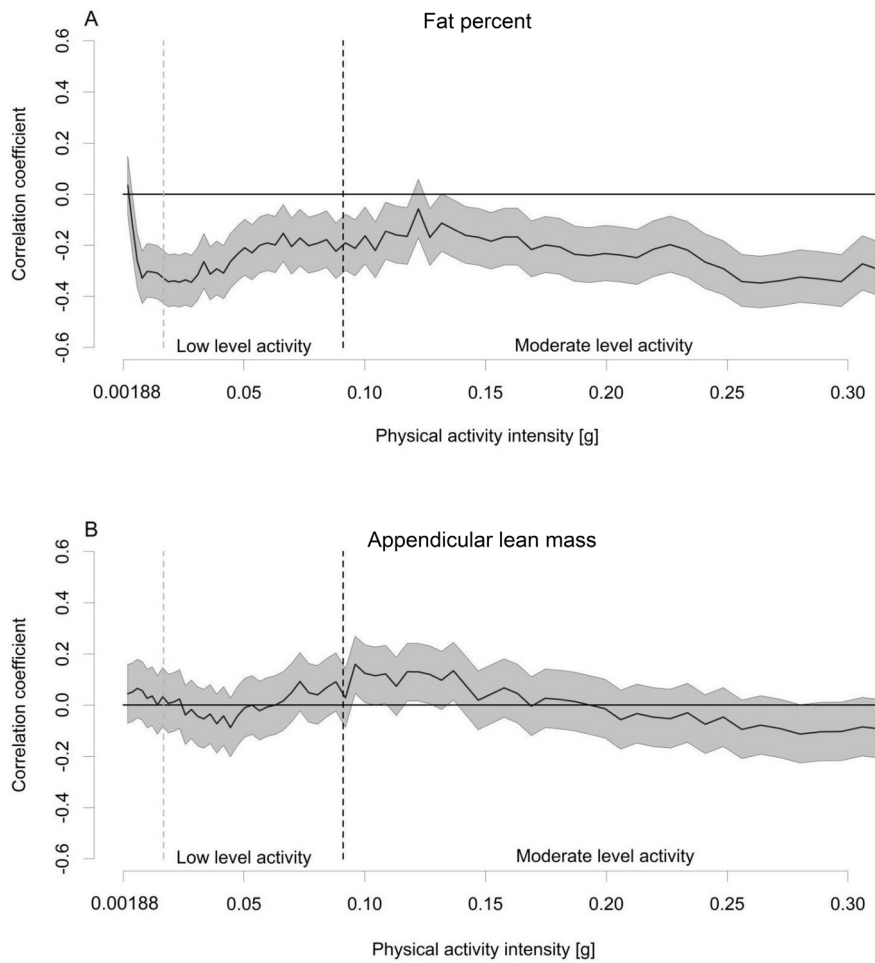 A
Fat percent
Correlation coefficient
0.6
0.4
0.2
0.0
-0.2
-0.4
-0.6
Low level activity
Moderate level activity
0.00188
0.05
0.10
0.15
0.20
0.25
0.30
Physical activity intensity [g]
B
Appendicular lean mass
Correlation coefficient
0.6
0.4
0.2
0.0
-0.2
-0.4
-0.6
Low level activity
Moderate level activity
0.00188
0.05
0.10
0.15
0.20
0.25
0.30
Physical activity intensity [g]